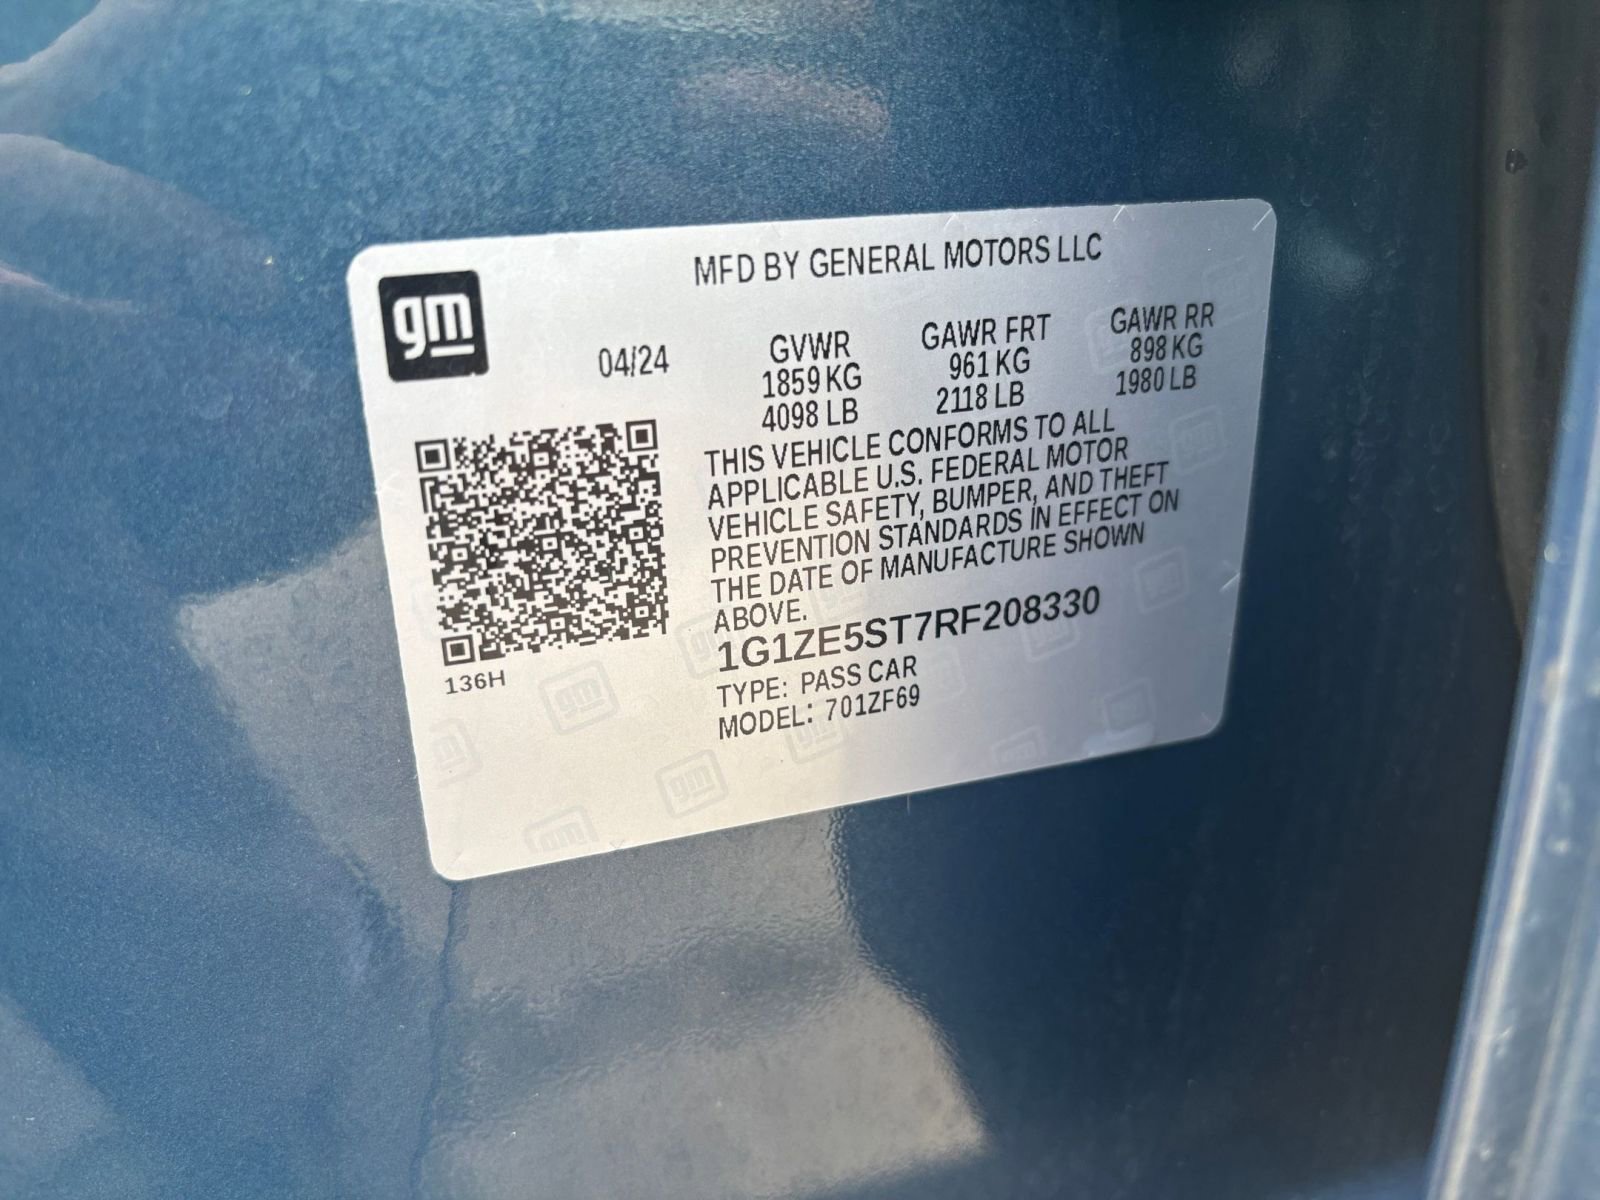 MFD BY GENERAL MOTORS LLC
gm
04/24
GVWR GAWR FRT GAWR RR
1859 KG 961 KG 898 KG
4098 LB 2118 LB 1980 LB
THIS VEHICLE CONFORMS TO ALL
APPLICABLE U.S. FEDERAL MOTOR
VEHICLE SAFETY, BUMPER, AND THEFT
PREVENTION STANDARDS IN EFFECT ON
THE DATE OF MANUFACTURE SHOWN
ABOVE.
1G1ZE5ST7RF208330
136H
TYPE: PASS CAR
MODEL: 701ZF69